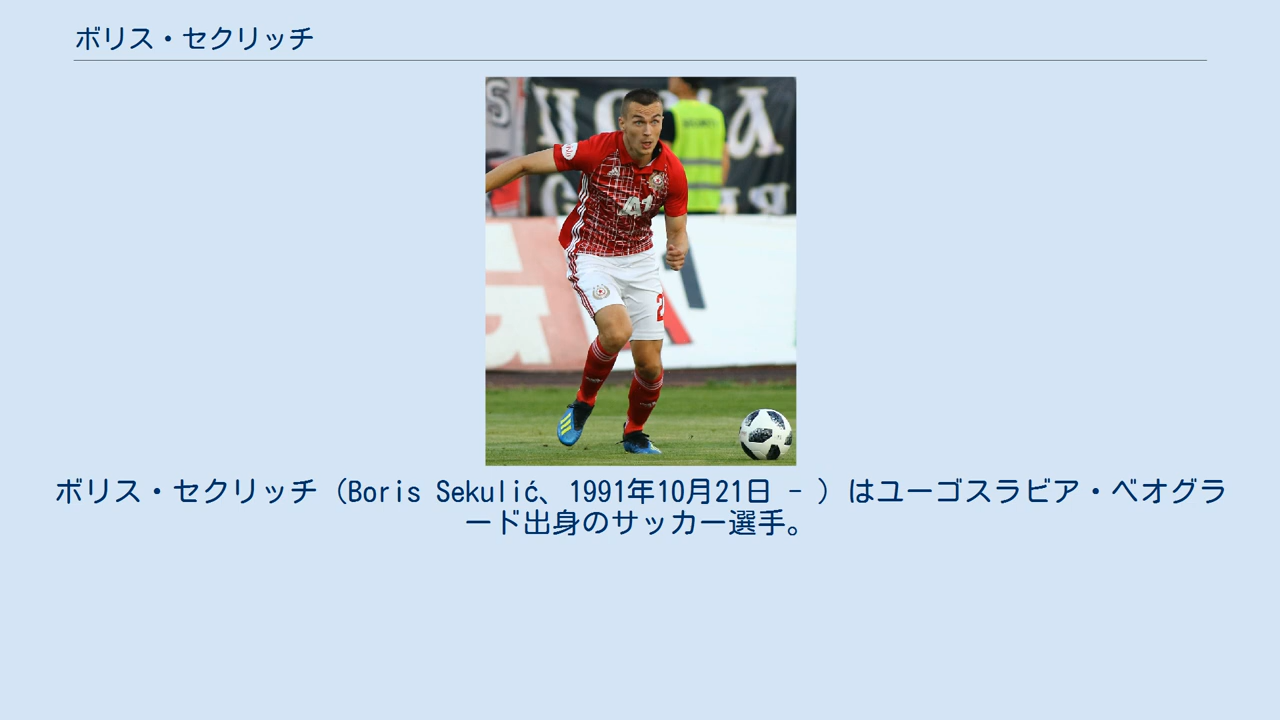 ボリス・セクリッチ
A1
2
ボリス・セクリッチ（Boris Sekulić、1991年10月21日 - ）はユーゴスラビア・ベオグラ
ード出身のサッカー選手。